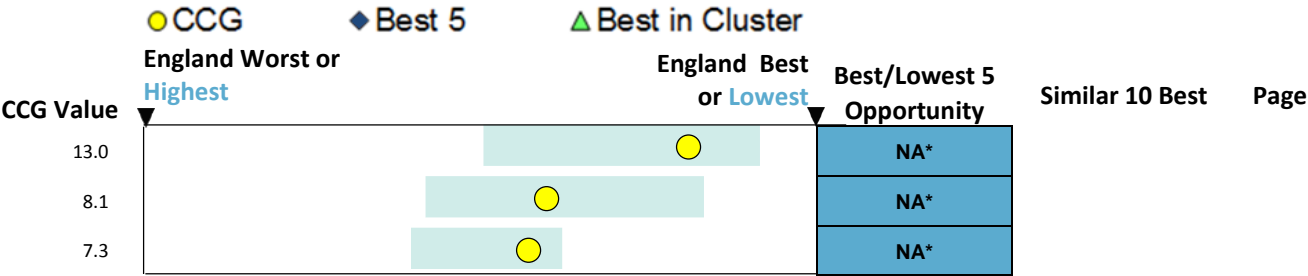 CCG Best 5 Best in Cluster
England Worst or
Highest
England Best
or Lowest
Best/Lowest 5
Opportunity
Similar 10 Best
Page
CCG Value
13.0 NA*
8.1 NA*
7.3 NA*